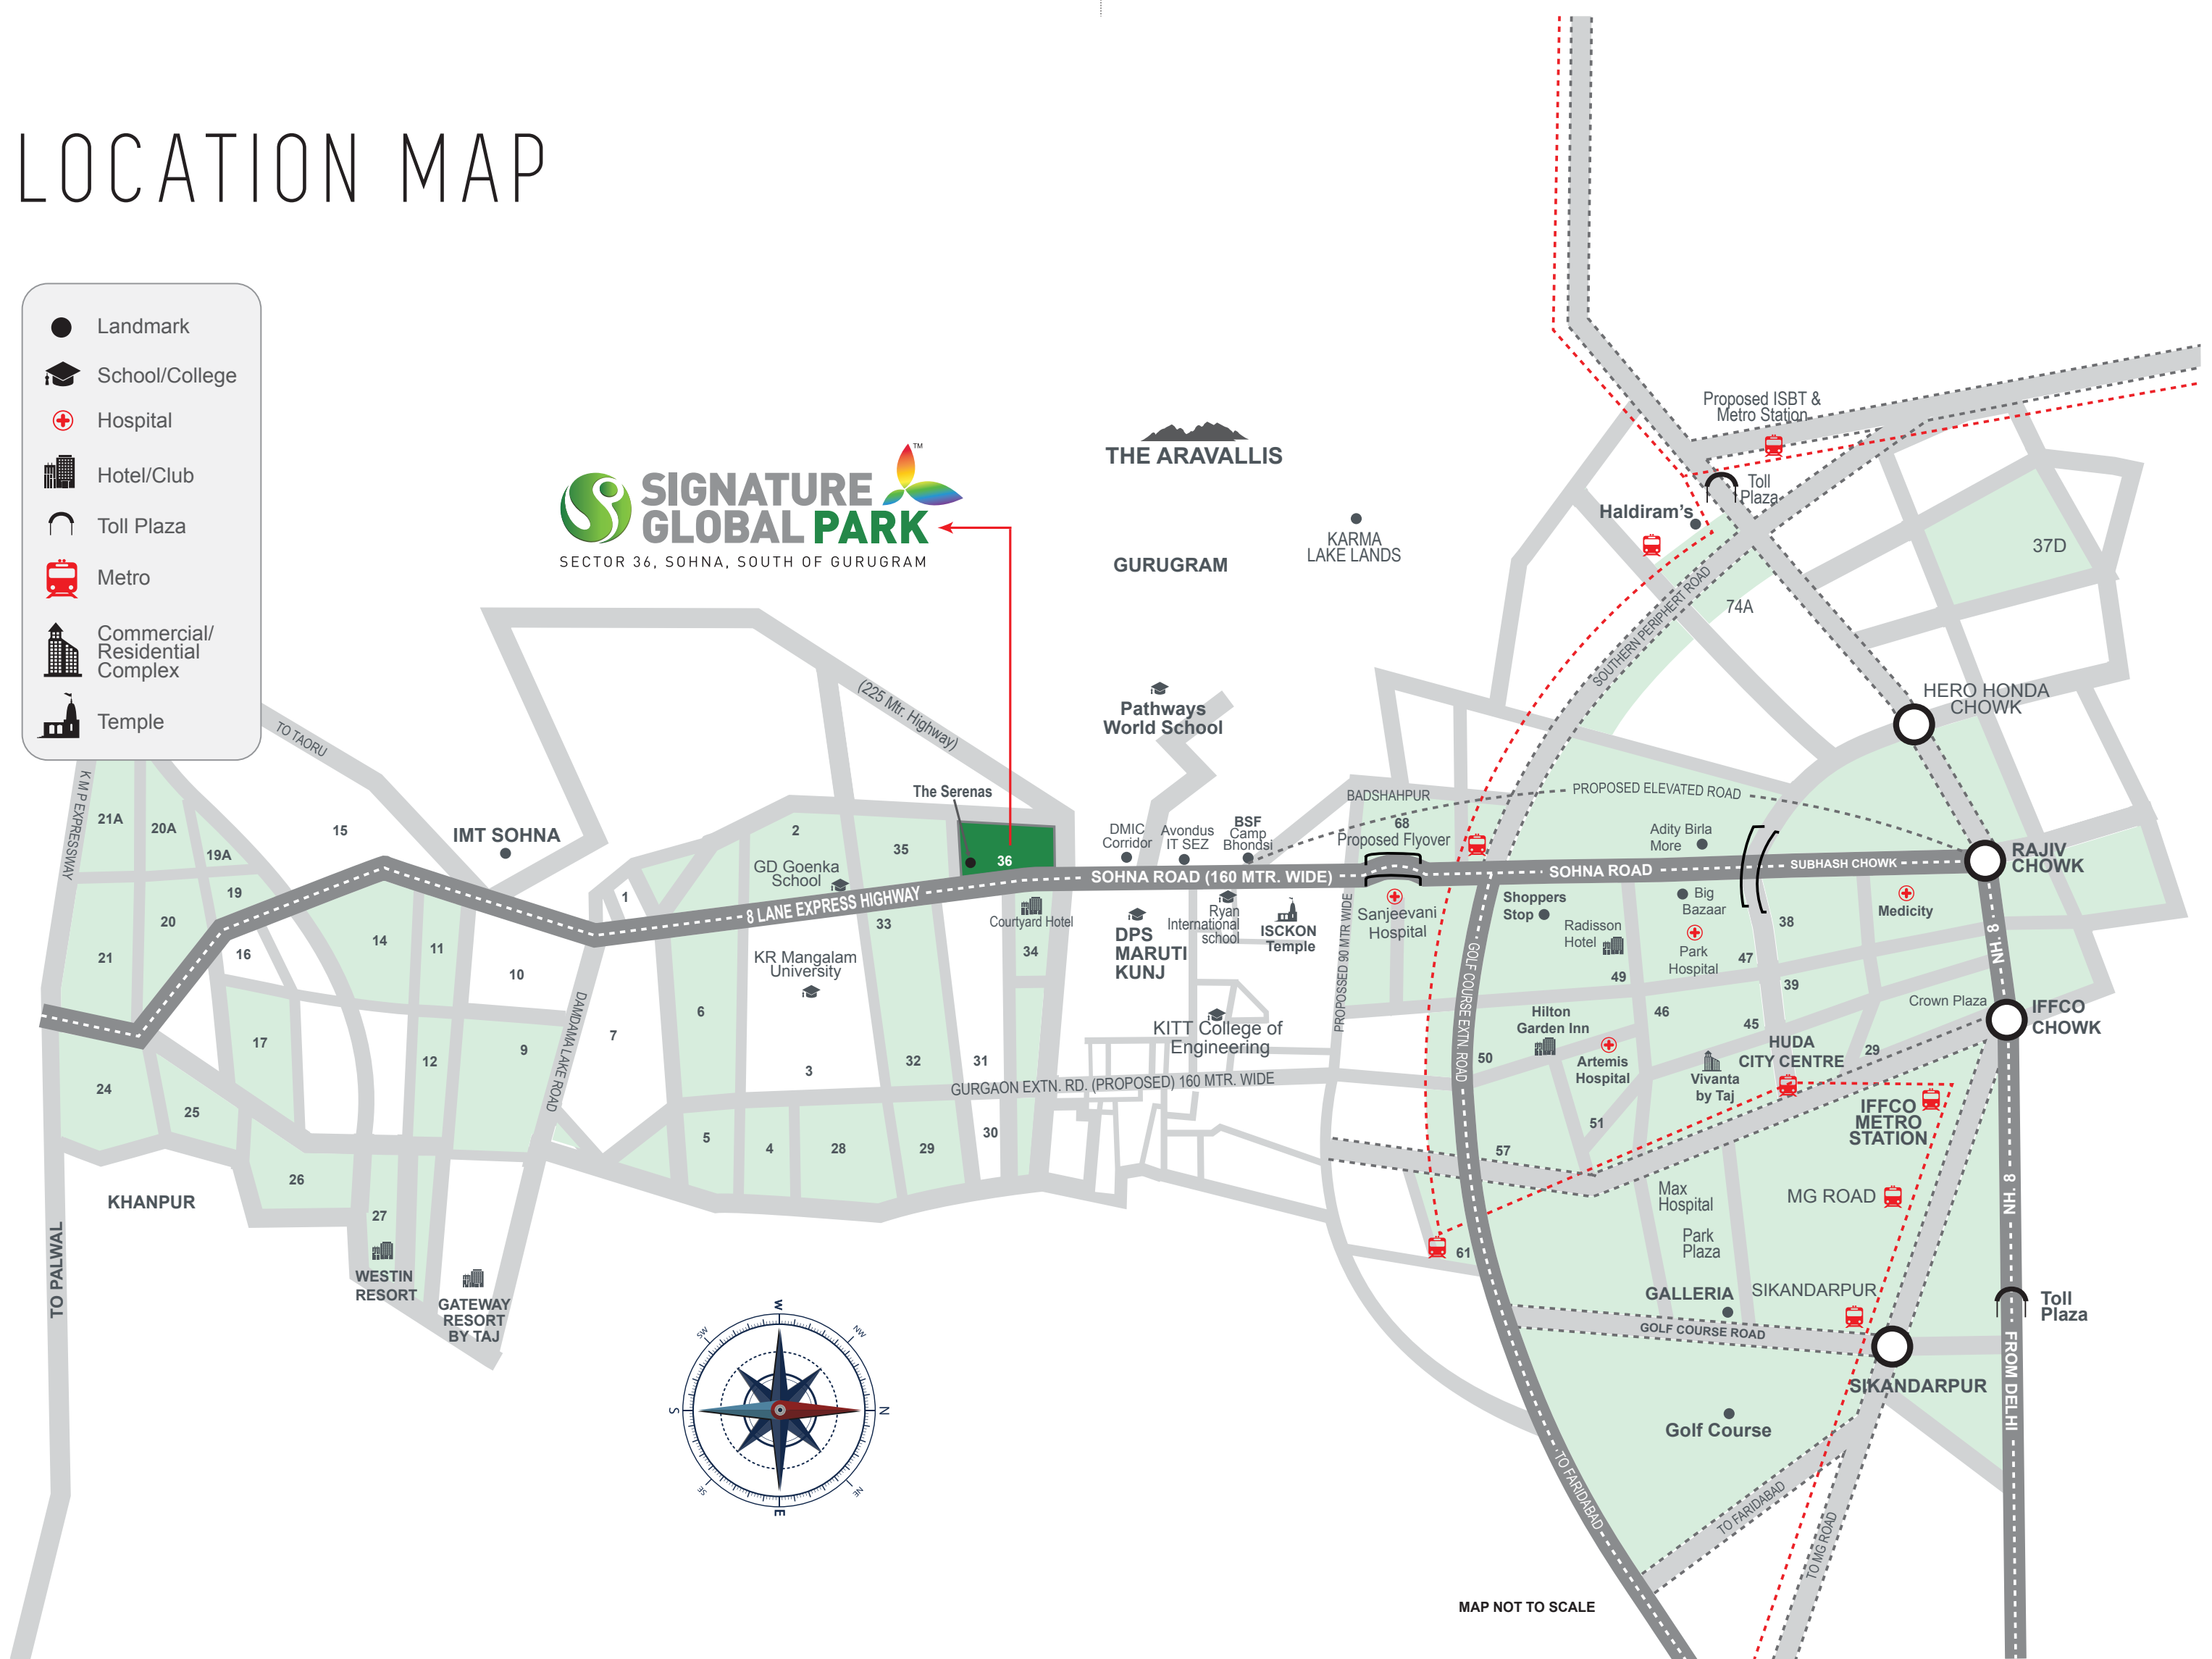 LOCATION MAP
Landmark
School/College
Hospital
Hotel/Club
Toll Plaza
Metro
Commercial/
Residential
Complex
Temple
SIGNATURE
GLOBAL PARK
TM
SECTOR 36, SOHNA, SOUTH OF GURUGRAM
THE ARAVALLIS
GURUGRAM
KARMA
LAKE LANDS
Pathways
World School
Proposed ISBT &
Metro Station
Toll
Plaza
Haldiram's
37D
74A
SOUTHERN PERIPHERT ROAD
HERO HONDA
CHOWK
(225 Mtr. Highway)
TO TAORU
K M P EXPRESSWAY
21A
20A
19A
15
19
20
21
16
14
11
10
17
12
9
24
25
26
27
IMT SOHNA
KHANPUR
TO PALWAL
WESTIN
RESORT
GATEWAY
RESORT
BY TAJ
DAMDAMA LAKE ROAD
1
2
35
The Serenas
36
GD Goenka
School
8 LANE EXPRESS HIGHWAY
33
KR Mangalam
University
6
7
3
32
31
5
4
28
29
30
34
Courtyard Hotel
DMIC
Corridor
Avondus
IT SEZ
BSF
Camp
Bhondsi
SOHNA ROAD (160 MTR. WIDE)
DPS
MARUTI
KUNJ
Ryan
International
school
ISCKON
Temple
KITT College of
Engineering
GURGAON EXTN. RD. (PROPOSED) 160 MTR. WIDE
PROPOSSED 90 MTR WIDE
BADSHAHPUR
68
Proposed Flyover
PROPOSED ELEVATED ROAD
Sanjeevani
Hospital
SOHNA ROAD
SUBHASH CHOWK
Adity Birla
More
RAJIV
CHOWK
Shoppers
Stop
Radisson
Hotel
Big
Bazaar
Park
Hospital
Medicity
38
47
49
39
46
45
NH. 8
Crown Plaza
IFFCO
CHOWK
GOLF COURSE EXTN. ROAD
Hilton
Garden Inn
Artemis
Hospital
Vivanta
by Taj
HUDA
CITY CENTRE
29
50
51
57
61
IFFCO
METRO
STATION
MG ROAD
Max
Hospital
Park
Plaza
NH. 8
GALLERIA
SIKANDARPUR
GOLF COURSE ROAD
Toll
Plaza
SIKANDARPUR
Golf Course
FROM DELHI
TO FARIDABAD
TO FARIDABAD
TO MG ROAD
MAP NOT TO SCALE
W
NW
N
NE
E
SE
S
SW